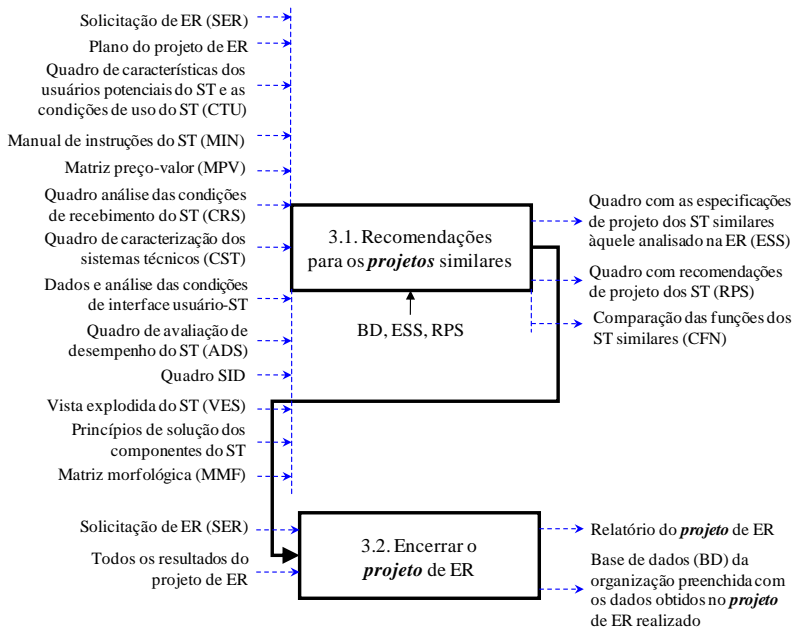 Solicitação de ER (SER)
Plano do projeto de ER
Quadro de características dos
usuários potenciais do ST e as
condições de uso do ST (CTU)
Manual de instruções do ST (MIN)
Matriz preço-valor (MPV)
Quadro análise das condições
de recebimento do ST (CRS)
Quadro de caracterização dos
sistemas técnicos (CST)
Dados e análise das condições
de interface usuário-ST
Quadro de avaliação de
desempenho do ST (ADS)
Quadro SID
Vista explodida do ST (VES)
Princípios de solução dos
componentes do ST
Matriz morfológica (MMF)
3.1. Recomendações
para os projetos similares
BD, ESS, RPS
Quadro com as especificações
de projeto dos ST similares
àquele analisado na ER (ESS)
Quadro com recomendações
de projeto dos ST (RPS)
Comparação das funções dos
ST similares (CFN)
Solicitação de ER (SER)
Todos os resultados do
projeto de ER
3.2. Encerrar o
projeto de ER
Relatório do projeto de ER
Base de dados (BD) da
organização preenchida com
os dados obtidos no projeto
de ER realizado